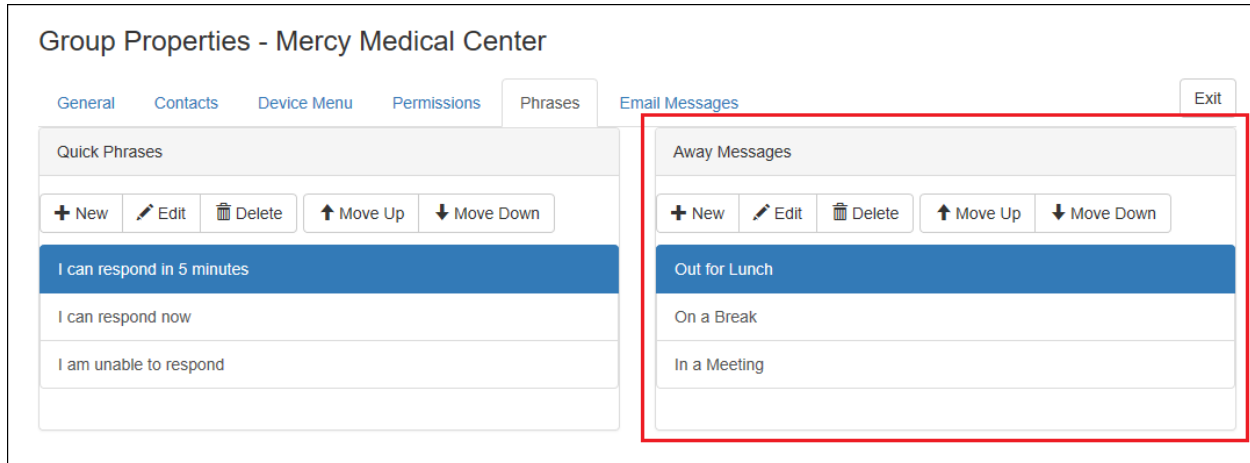 Group Properties - Mercy Medical Center
General Contacts Device Menu Permissions Phrases Email Messages Exit
Quick Phrases
New Edit Delete Move Up Move Down
I can respond in 5 minutes
I can respond now
I am unable to respond
Away Messages
New Edit Delete Move Up Move Down
Out for Lunch
On a Break
In a Meeting